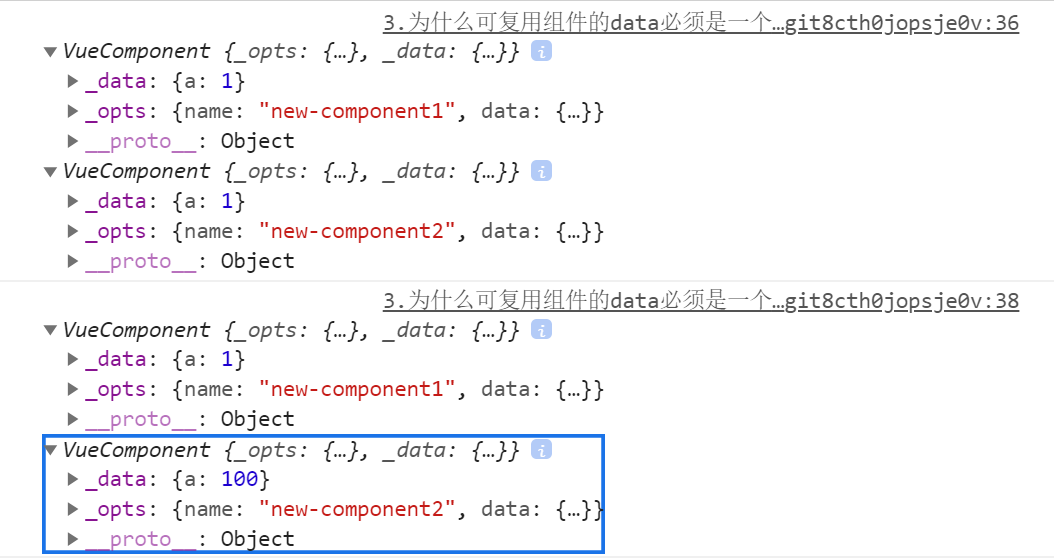 3.为什么可复用组件的data必须是一个…git8cth0jopsje0v:36
▼VueComponent {_opts: {…}, _data: {…}} i
▶_data: {a: 1}
▶_opts: {name: "new-component1", data: {…}}
▶__proto__: Object
▼VueComponent {_opts: {…}, _data: {…}} i
▶_data: {a: 1}
▶_opts: {name: "new-component2", data: {…}}
▶__proto__: Object
3.为什么可复用组件的data必须是一个…git8cth0jopsje0v:38
▼VueComponent {_opts: {…}, _data: {…}} i
▶_data: {a: 1}
▶_opts: {name: "new-component1", data: {…}}
▶__proto__: Object
▼VueComponent {_opts: {…}, _data: {…}} i
▶_data: {a: 100}
▶_opts: {name: "new-component2", data: {…}}
▶__proto__: Object